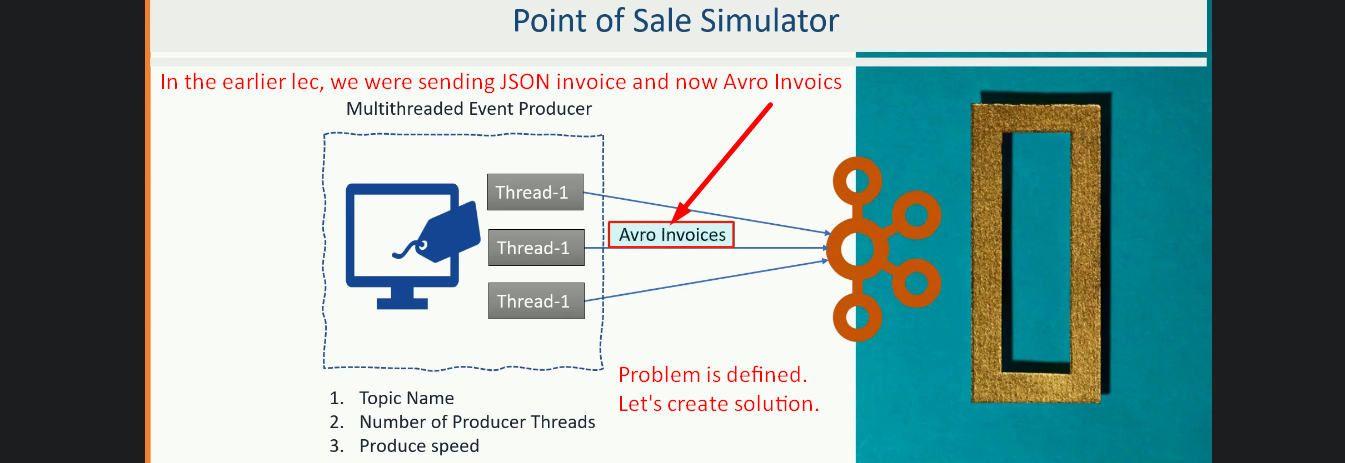 Point of Sale Simulator
In the earlier lec, we were sending JSON invoice and now Avro Invoics
Multithreaded Event Producer
Thread-1
Avro Invoices
Thread-1
Thread-1
Problem is defined.
Let's create solution.
1. Topic Name
2. Number of Producer Threads
3. Produce speed